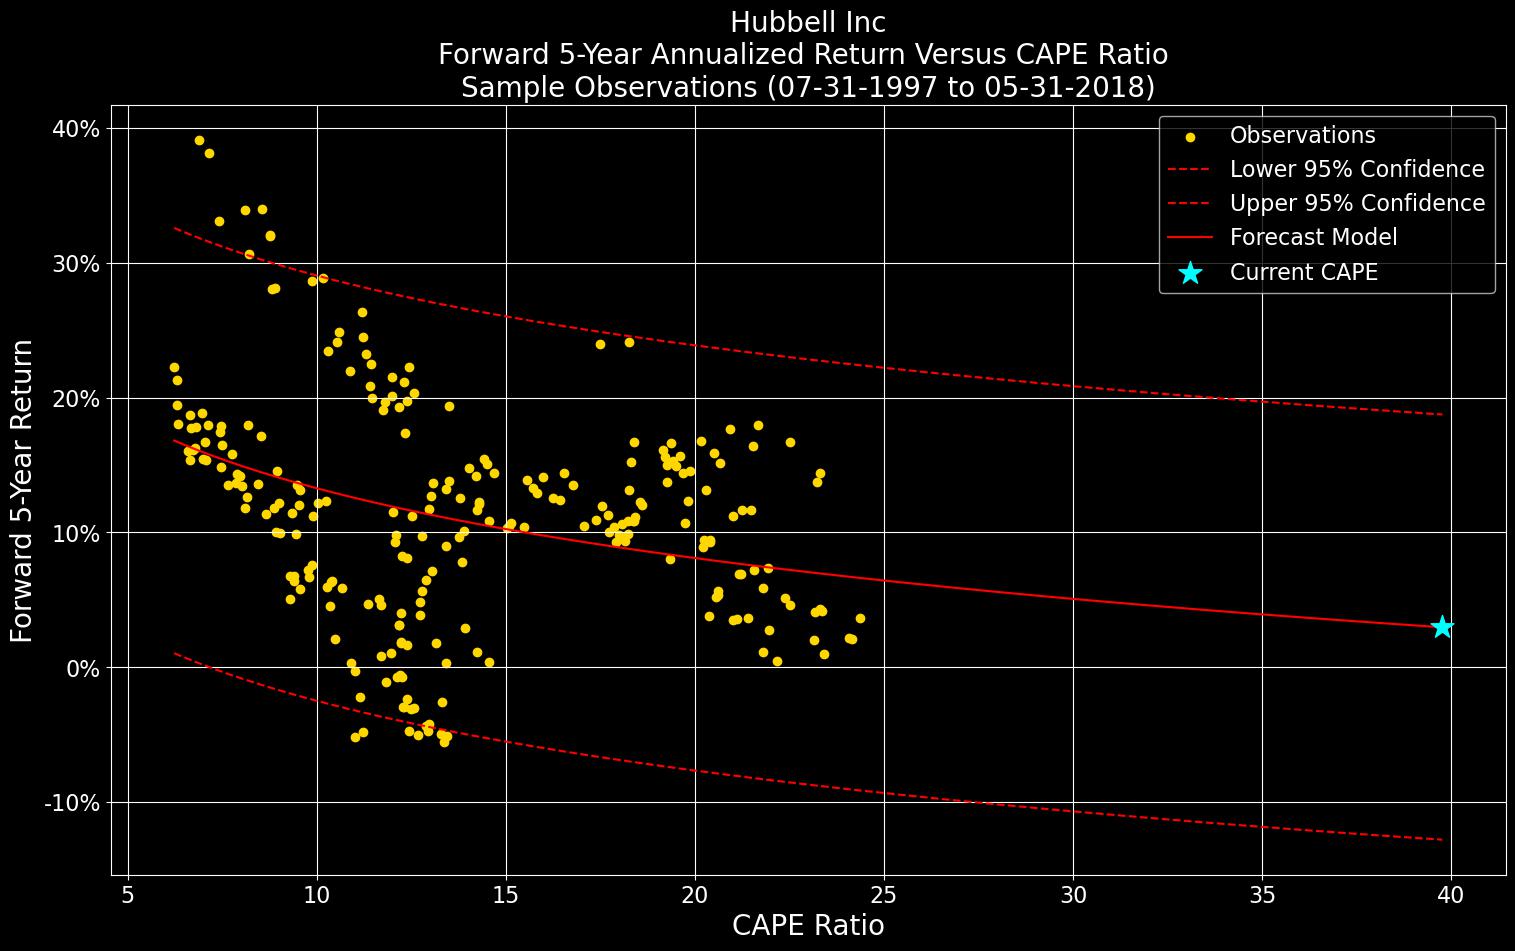 Hubbell Inc
Forward 5-Year Annualized Return Versus CAPE Ratio
Sample Observations (07-31-1997 to 05-31-2018)
Observations
Lower 95% Confidence
Upper 95% Confidence
Forecast Model
Current CAPE
Forward 5-Year Return
40%
30%
20%
10%
0%
-10%
5 10 15 20 25 30 35 40
CAPE Ratio